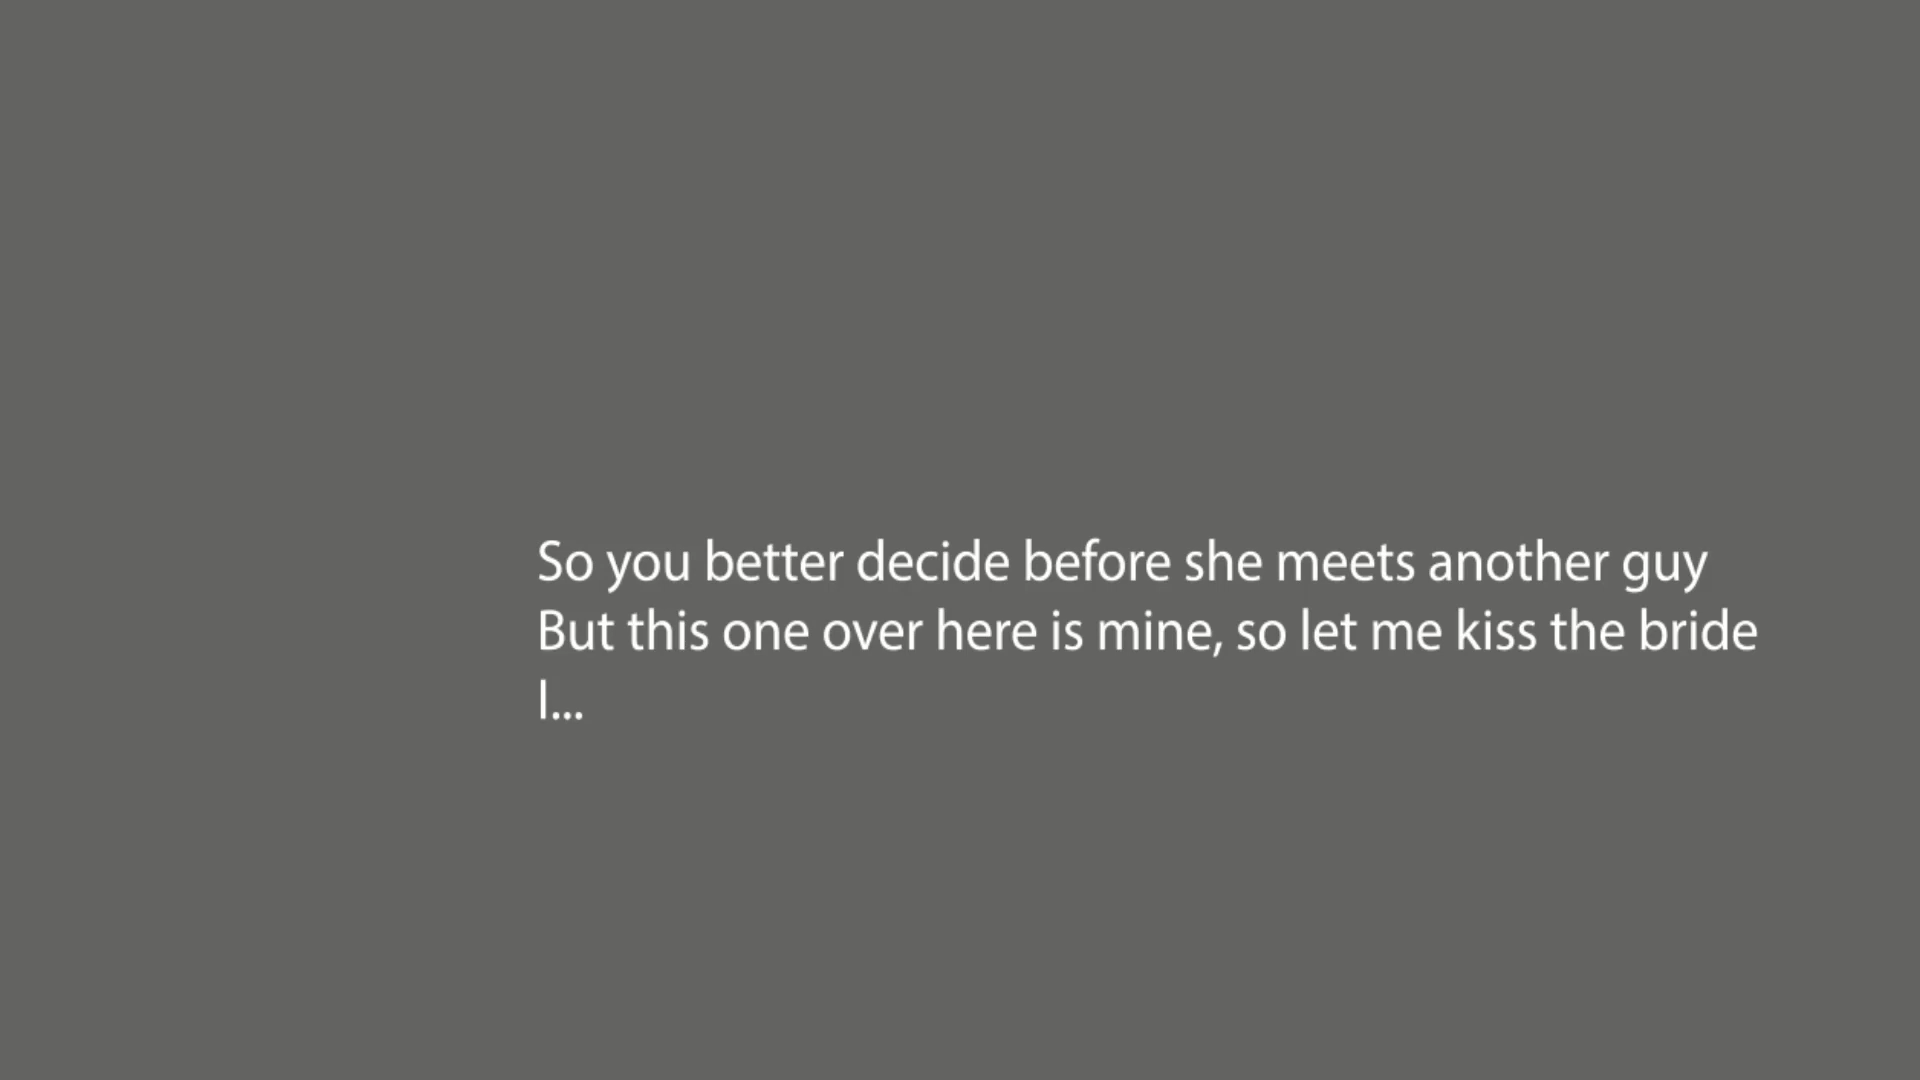 So you better decide before she meets another guy
But this one over here is mine, so let me kiss the bride
I...